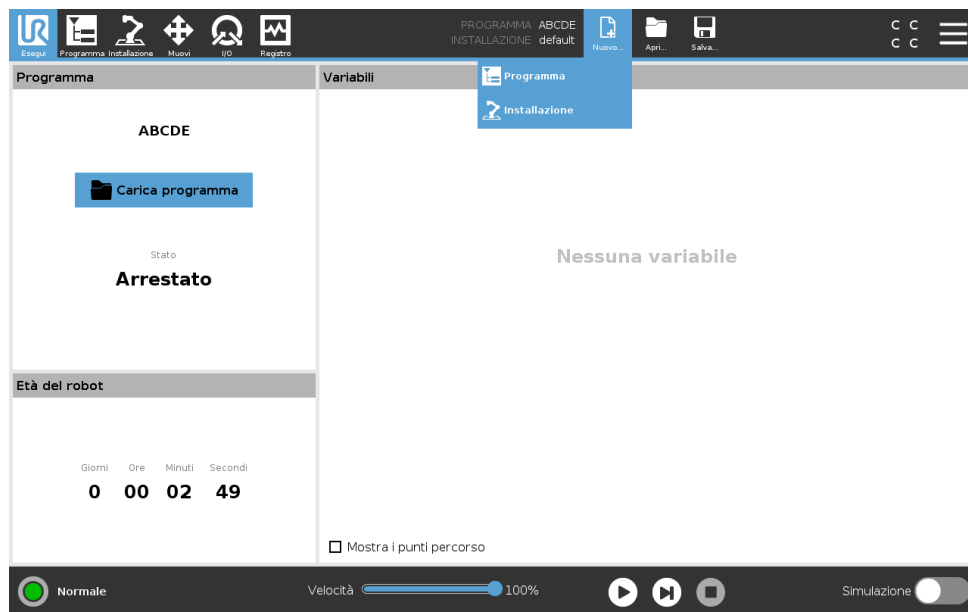 PROGRAMMA ABCDE
INSTALLAZIONE default
C C
C C
Esegui Programma Installazione Muovi I/O Registro Nuovo... Apri... Salva...
Programma
Installazione
Programma
ABCDE
Carica programma
Stato
Arrestato
Variabili
Nessuna variabile
Età del robot
Giorni Ore Minuti Secondi
0 00 02 49
Mostra i punti percorso
Normale
Velocità 100%
Simulazione